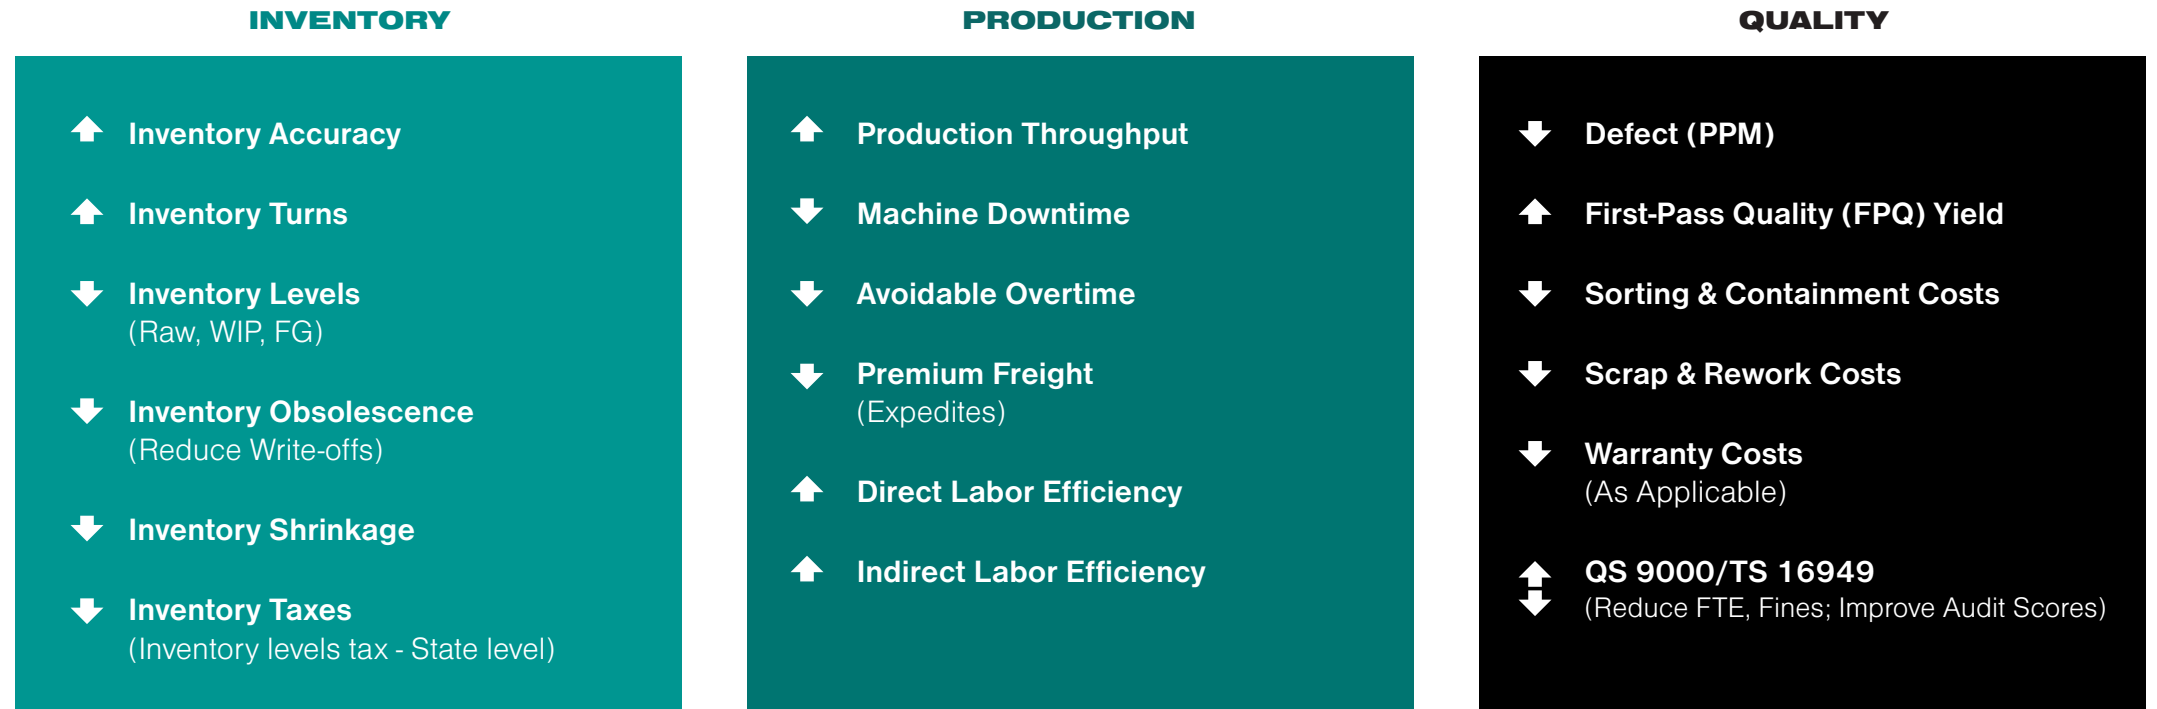 INVENTORY
Inventory Accuracy
Inventory Turns
Inventory Levels
(Raw, WIP, FG)
Inventory Obsolescence
(Reduce Write-offs)
Inventory Shrinkage
Inventory Taxes
(Inventory levels tax - State level)
PRODUCTION
Production Throughput
Machine Downtime
Avoidable Overtime
Premium Freight
(Expedites)
Direct Labor Efficiency
Indirect Labor Efficiency
QUALITY
Defect (PPM)
First-Pass Quality (FPQ) Yield
Sorting & Containment Costs
Scrap & Rework Costs
Warranty Costs
(As Applicable)
QS 9000/TS 16949
(Reduce FTE, Fines; Improve Audit Scores)